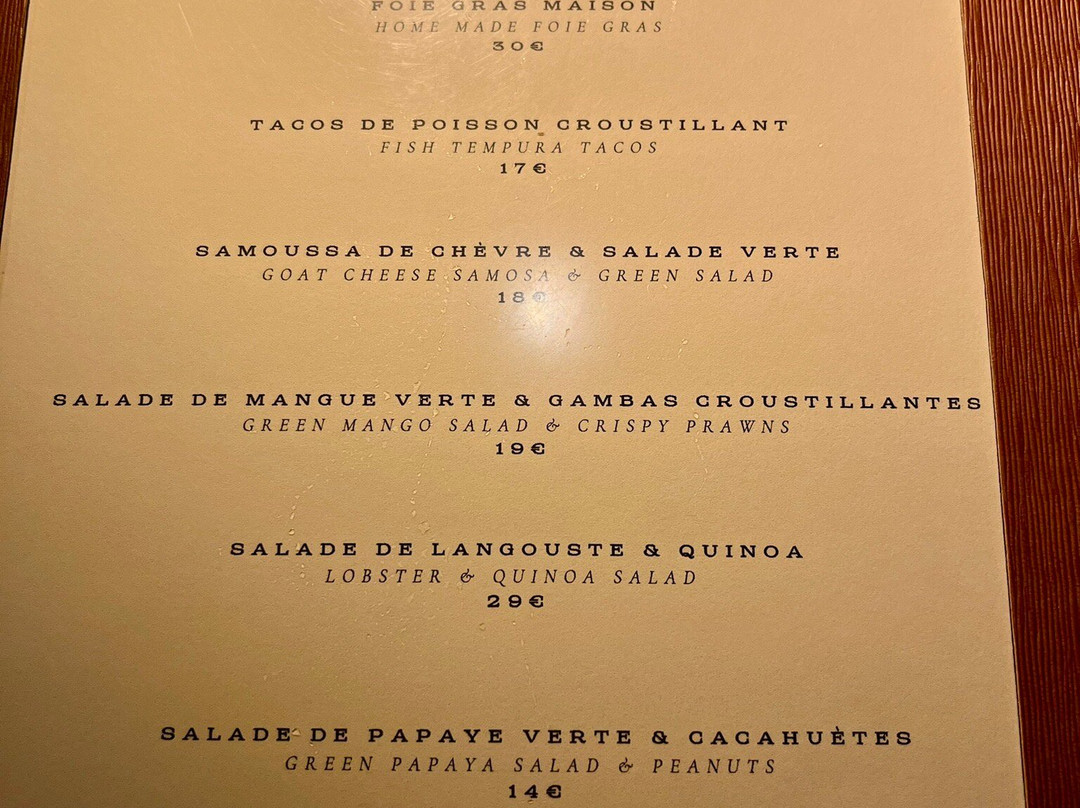 FOIE GRAS MAISON
HOME MADE FOIE GRAS
30€
TACOS DE POISSON CROUSTILLANT
FISH TEMPURA TACOS
17€
SAMOUSSA DE CHÈVRE & SALADE VERTE
GOAT CHEESE SAMOSA & GREEN SALAD
18€
SALADE DE MANGUE VERTE & GAMBAS CROUSTILLANTES
GREEN MANGO SALAD & CRISPY PRAWNS
19€
SALADE DE LANGOUSTE & QUINOA
LOBSTER & QUINOA SALAD
29€
SALADE DE PAPAYE VERTE & CACAHUÈTES
GREEN PAPAYA SALAD & PEANUTS
14€